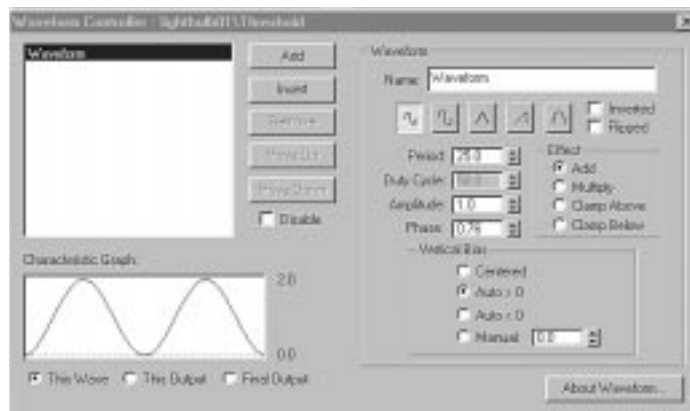 Waveform Controller : lightbulb01\Threshold
Waveform
Add
Insert
Remove
Move Up
Move Down
Disable
Characteristic Graph:
2.0
0.0
This Wave
This Output
Final Output
Waveform
Name: Waveform
Inverted
Flipped
Period: 25.0
Duty Cycle: 50.0
Amplitude: 1.0
Phase: 0.76
Effect
Add
Multiply
Clamp Above
Clamp Below
Vertical Bias
Centered
Auto > 0
Auto < 0
Manual: 0.0
About Waveform...